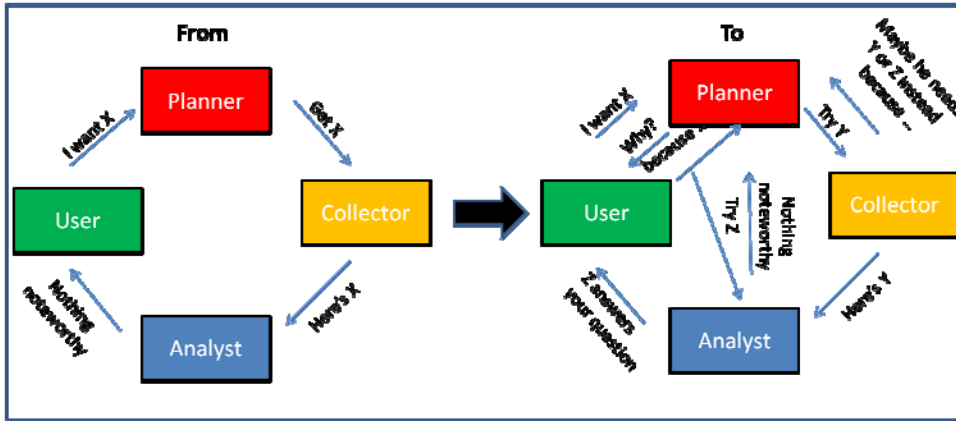 From
Planner
I want X
Get X
User
Collector
Nothing
noteworthy
Here's X
Analyst
To
Planner
I want X
Why?
because
Try Y
Maybe he need
Y or Z instead
because ...
User
Collector
Try Z
Nothing
noteworthy
Z answers
your question
Here's Y
Analyst